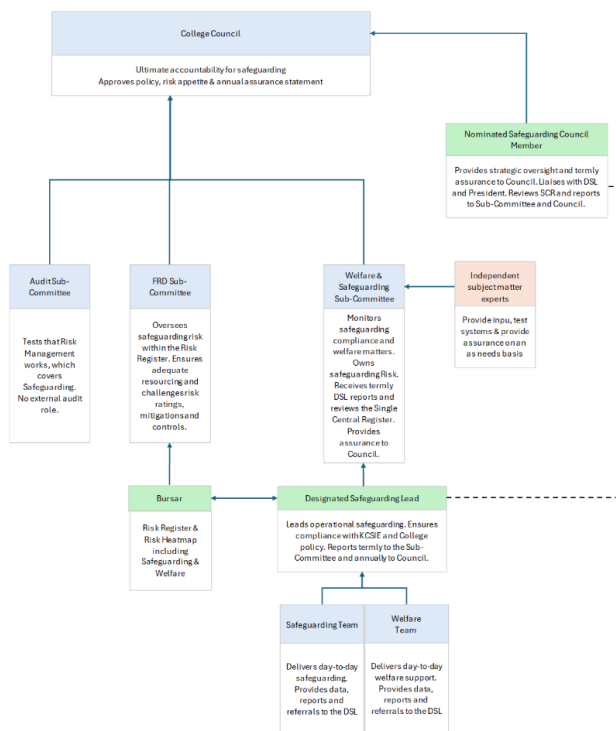 College Council
Ultimate accountability for safeguarding
Approves policy, risk appetite & annual assurance statement
Nominated Safeguarding Council
Member
Provides strategic oversight and termly
assurance to Council. Liaises with DSL
and President. Reviews SCR and reports
to Sub-Committee and Council.
Audit Sub-
Committee
Tests that Risk
Management
works, which
covers
Safeguarding.
No external audit
role.
FRD Sub-
Committee
Oversees
safeguarding risk
within the Risk
Register. Ensures
adequate
resourcing and
challenges risk
ratings,
mitigations and
controls.
Welfare &
Safeguarding
Sub-Committee
Monitors
safeguarding
compliance and
welfare matters.
Owns
safeguarding Risk.
Receives termly
DSL reports and
reviews the Single
Central Register.
Provides
assurance to
Council.
Independent
subject matter
experts
Provide inpu, test
systems & provide
assurance on an
as needs basis
Bursar
Risk Register &
Risk Heatmap
including
Safeguarding &
Welfare
Designated Safeguarding Lead
Leads operational safeguarding. Ensures
compliance with KCSIE and College
policy. Reports termly to the Sub-
Committee and annually to Council.
Safeguarding Team
Delivers day-to-day
safeguarding.
Provides data,
reports and
referrals to the DSL
Welfare
Team
Delivers day-to-day
welfare support.
Provides data,
reports and
referrals to the DSL